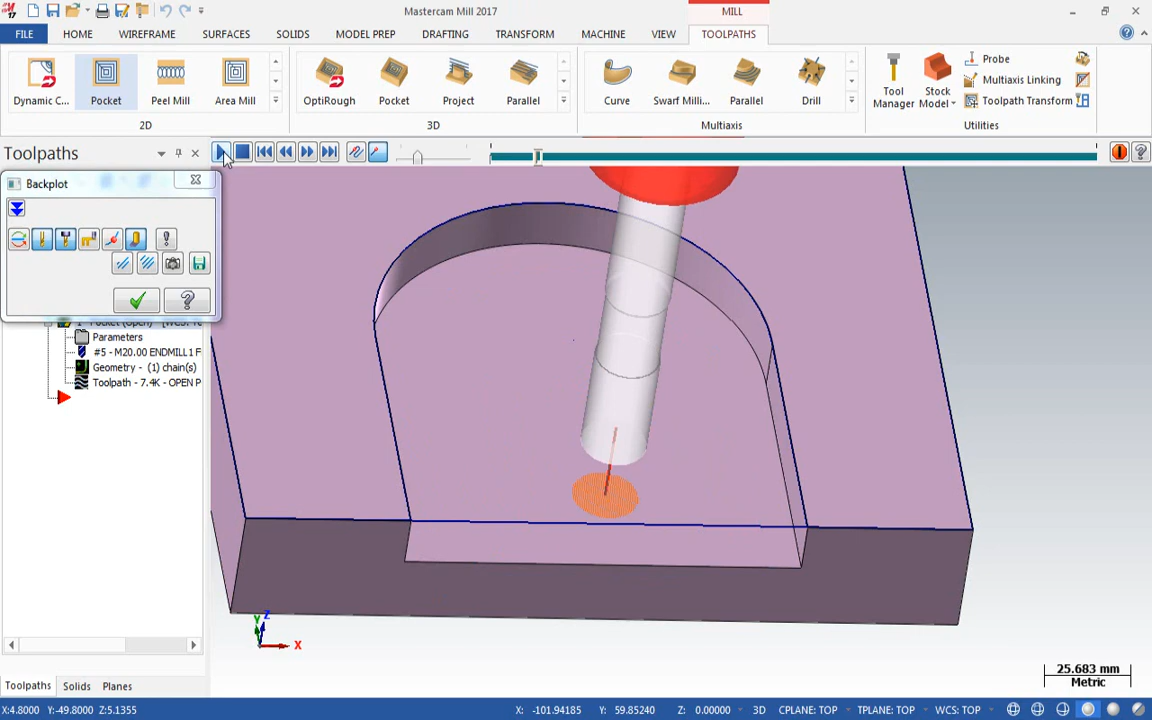 Mastercam Mill 2017
MILL
FILE HOME WIREFRAME SURFACES SOLIDS MODEL PREP DRAFTING TRANSFORM MACHINE VIEW TOOLPATHS
Dynamic C... Pocket Peel Mill Area Mill OptiRough Pocket Project Parallel Curve Swarf Milli... Parallel Drill Tool Manager Stock Model Probe
Multiaxis Linking
Toolpath Transform
2D 3D Multiaxis Utilities
Toolpaths
Backplot
Parameters
#5 - M20.00 ENDMILL1 F
Geometry - (1) chain(s)
Toolpath - 7.4K - OPEN P
Y Z
X
25.683 mm
Metric
Toolpaths Solids Planes
X:4.8000 Y:-49.8000 Z:5.1355 X: -101.94185 Y: 59.85240 Z: 0.00000 3D CPLANE: TOP TPLANE: TOP WCS: TOP